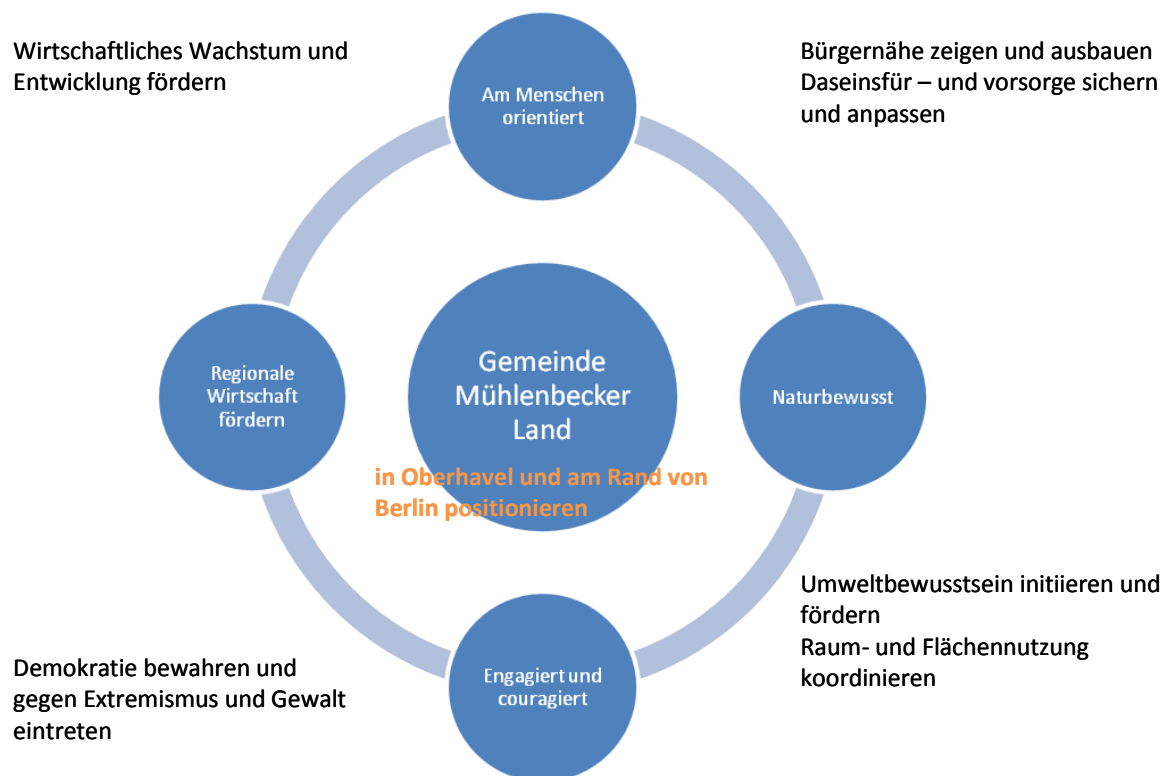 Wirtschaftliches Wachstum und
Entwicklung fördern
Am Menschen
orientiert
Bürgernähe zeigen und ausbauen
Daseinsfür – und vorsorge sichern
und anpassen
Regionale
Wirtschaft
fördern
Gemeinde
Mühlenbecker
Land
in Oberhavel und am Rand von
Berlin positionieren
Naturbewusst
Demokratie bewahren und
gegen Extremismus und Gewalt
eintreten
Engagiert und
couragiert
Umweltbewusstsein initiieren und
fördern
Raum- und Flächennutzung
koordinieren